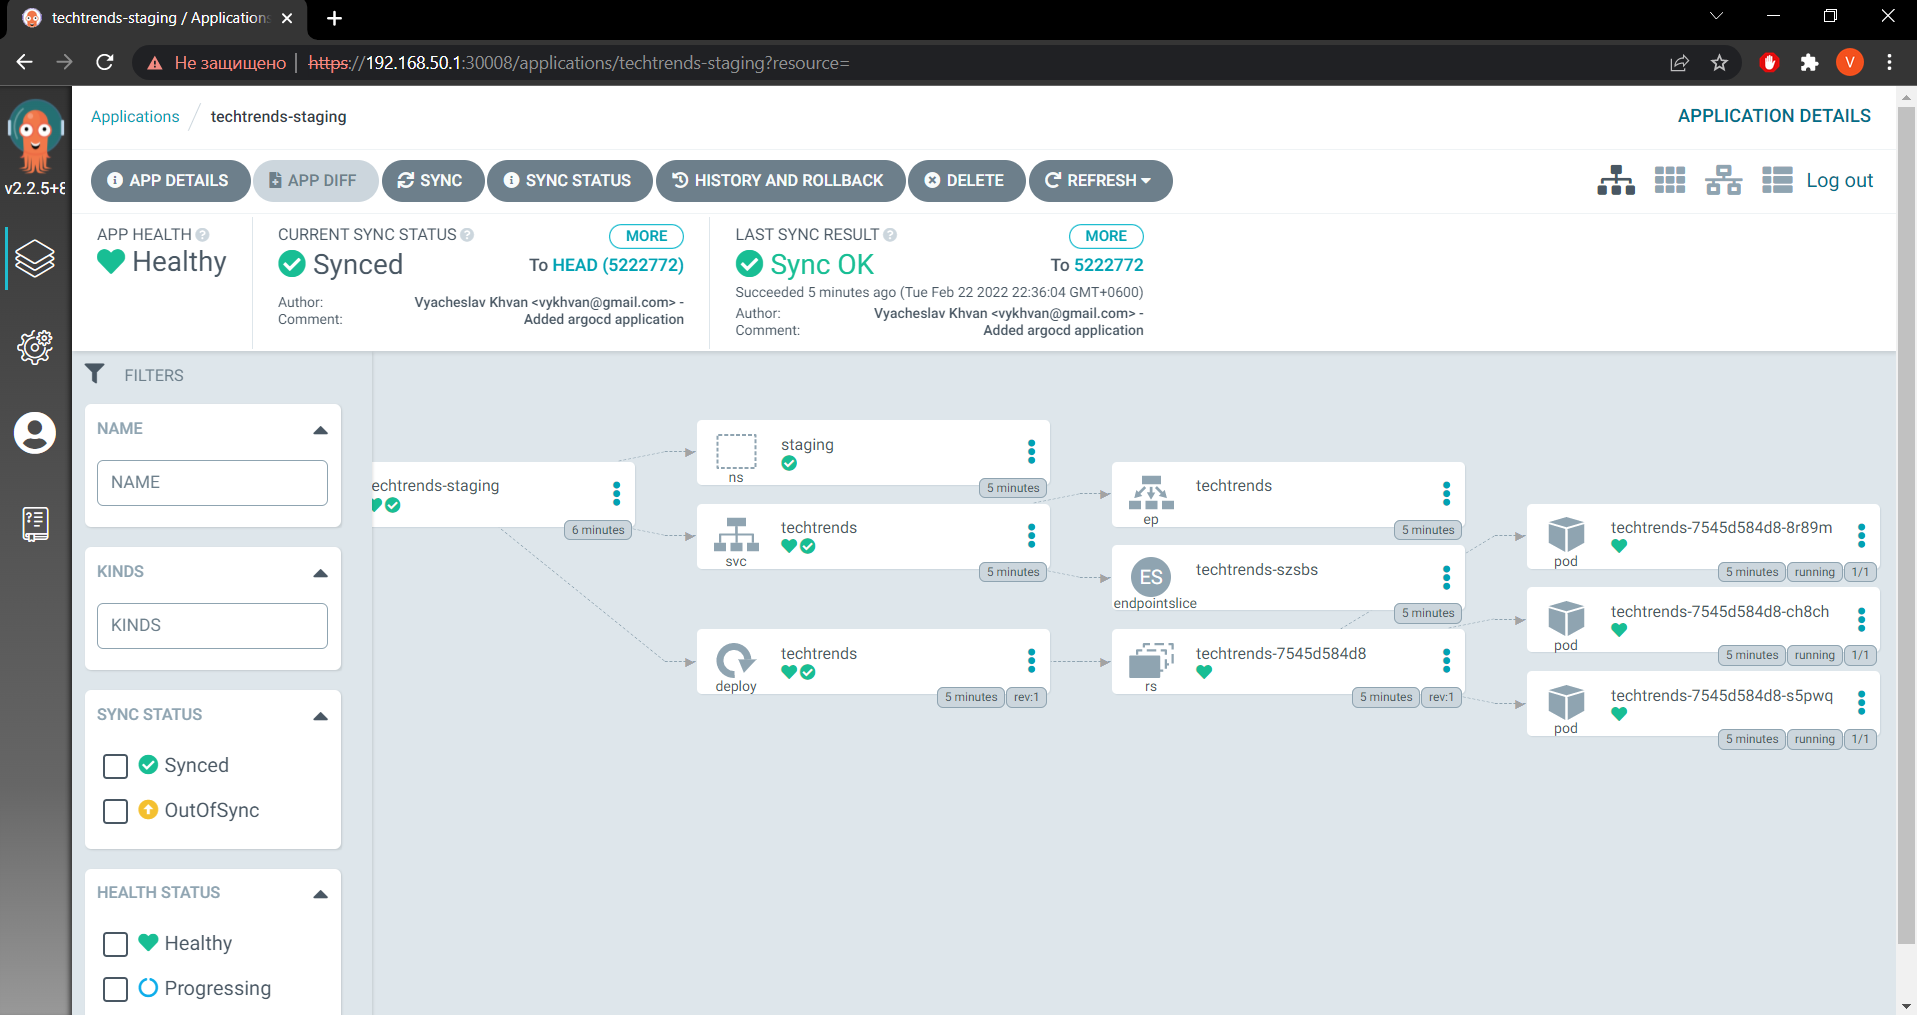 techtrends-staging / Applications
Не защищено
https://192.168.50.1:30008/applications/techtrends-staging?resource=
V
v2.2.5+8
Applications / techtrends-staging
APPLICATION DETAILS
APP DETAILS
APP DIFF
SYNC
SYNC STATUS
HISTORY AND ROLLBACK
DELETE
REFRESH
Log out
APP HEALTH
Healthy
CURRENT SYNC STATUS
MORE
Synced
To HEAD (5222772)
Author: Vyacheslav Khvan <vykhvan@gmail.com> -
Comment: Added argocd application
LAST SYNC RESULT
MORE
Sync OK
To 5222772
Succeeded 5 minutes ago (Tue Feb 22 2022 22:36:04 GMT+0600)
Author: Vyacheslav Khvan <vykhvan@gmail.com> -
Comment: Added argocd application
FILTERS
NAME
NAME
KINDS
KINDS
SYNC STATUS
Synced
OutOfSync
HEALTH STATUS
Healthy
Progressing
echtrends-staging
6 minutes
staging
ns
5 minutes
techtrends
svc
5 minutes
techtrends
deploy
5 minutes
rev:1
techtrends
ep
5 minutes
ES
techtrends-szsbs
endpointslice
5 minutes
techtrends-7545d584d8
rs
5 minutes
rev:1
techtrends-7545d584d8-8r89m
pod
5 minutes
running
1/1
techtrends-7545d584d8-ch8ch
pod
5 minutes
running
1/1
techtrends-7545d584d8-s5pwq
pod
5 minutes
running
1/1